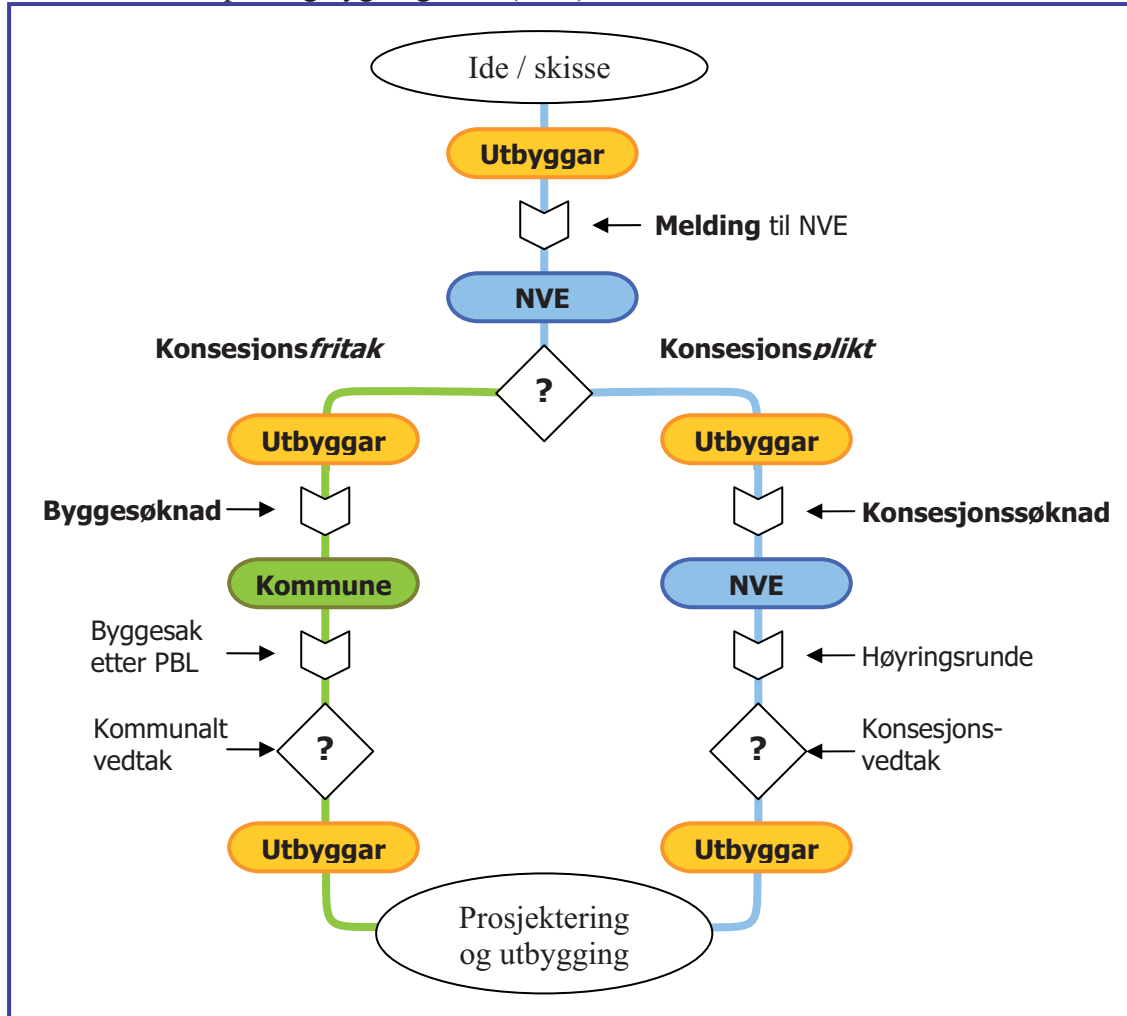 Ide / skisse
Utbyggar
Melding til NVE
NVE
Konsesjonsfritak
Konsesjonsplikt
?
Utbyggar
Utbyggar
Byggesøknad
Konsesjonssøknad
Kommune
NVE
Byggesak
etter PBL
Høyringsrunde
Kommunalt
vedtak
?
?
Konsesjons-
vedtak
Utbyggar
Utbyggar
Prosjektering
og utbygging